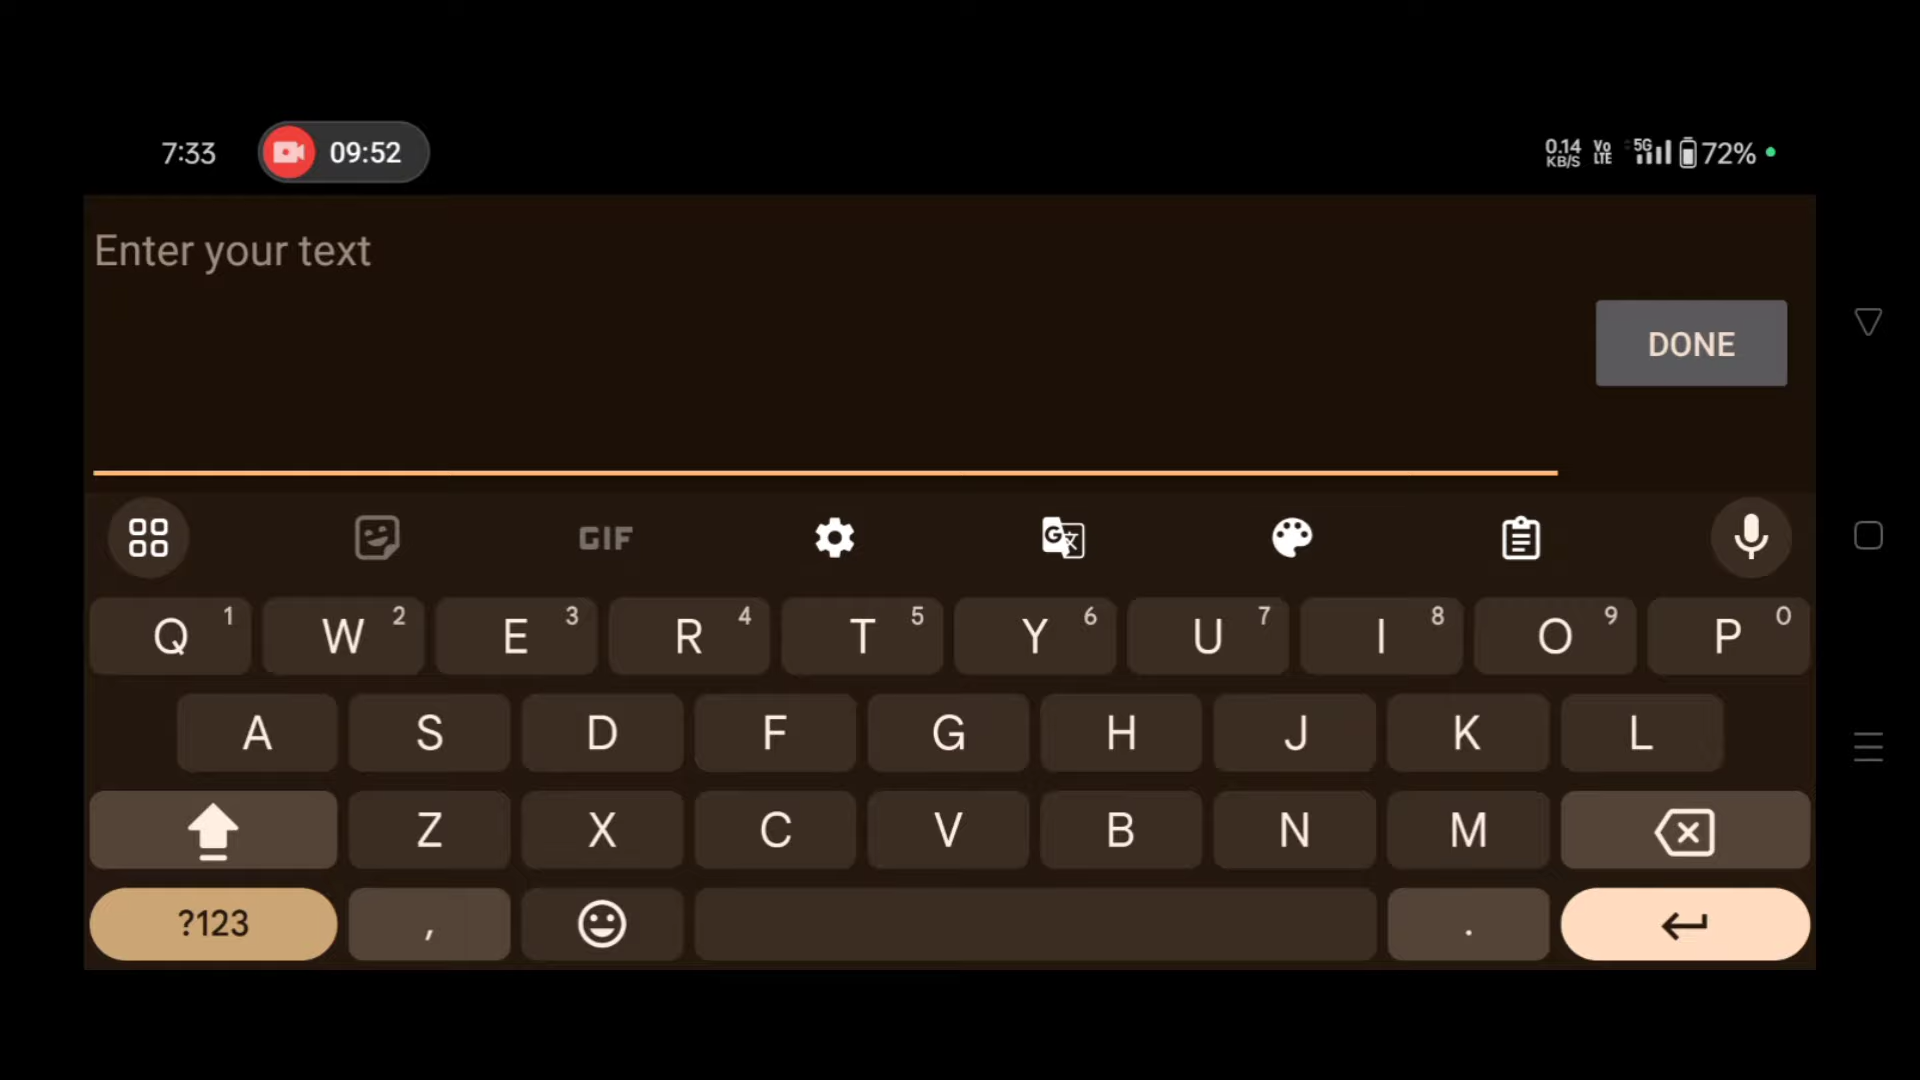 7:33 09:52 0.14 KB/S Vo LTE 5G 72%
Enter your text
DONE
GIF G
Q 1 W 2 E 3 R 4 T 5 Y 6 U 7 I 8 O 9 P 0
A S D F G H J K L
Z X C V B N M
?123 , .